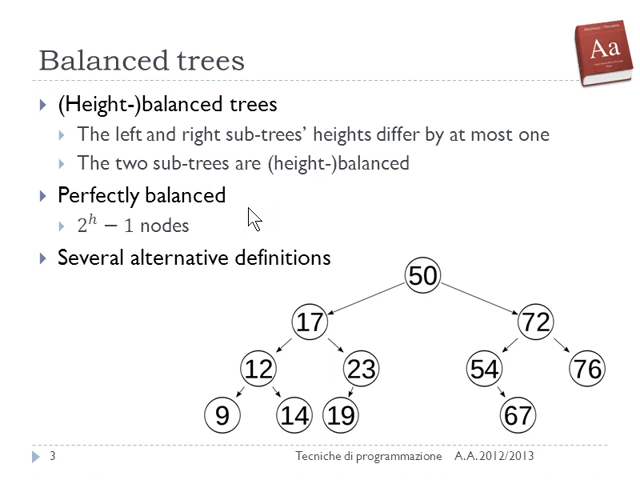 Balanced trees
Aa
(Height-)balanced trees
The left and right sub-trees' heights differ by at most one
The two sub-trees are (height-)balanced
Perfectly balanced
2^h − 1 nodes
Several alternative definitions
50
17 72
12 23 54 76
9 14 19 67
3 Tecniche di programmazione A.A. 2012/2013